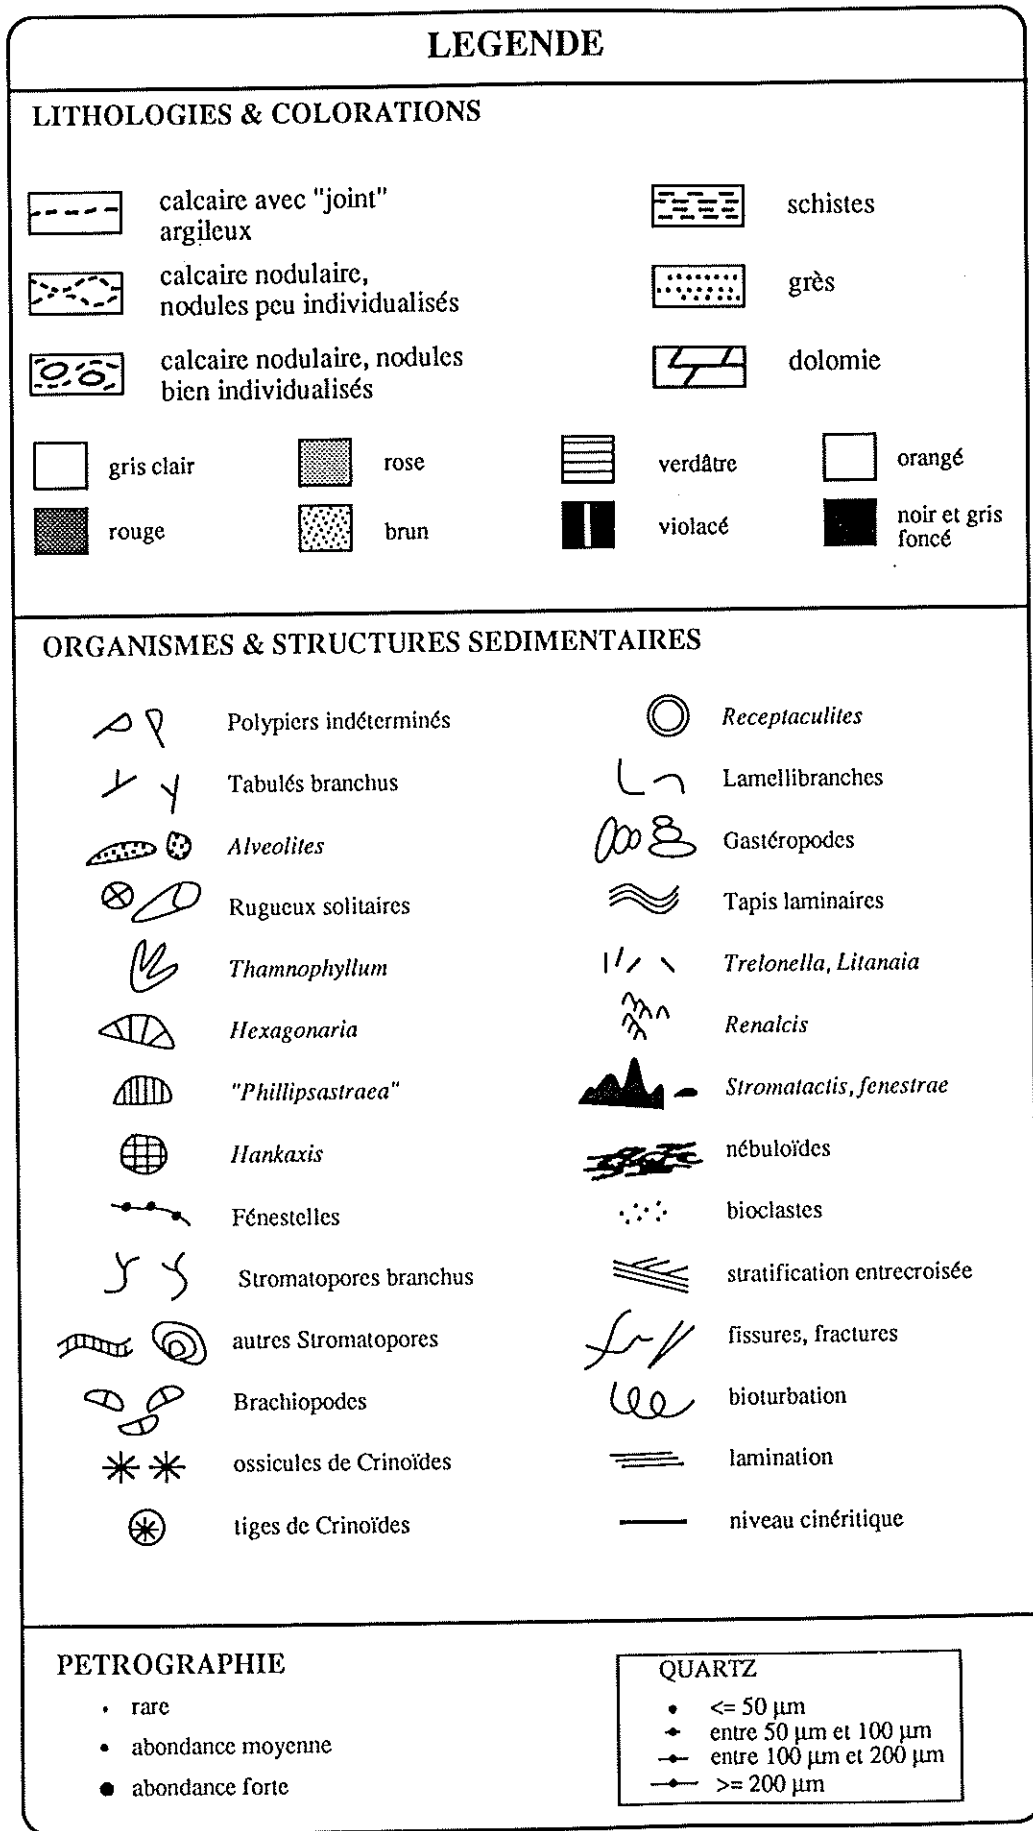 LEGENDE
LITHOLOGIES & COLORATIONS
calcaire avec "joint"
argileux
calcaire nodulaire,
nodules peu individualisés
calcaire nodulaire, nodules
bien individualisés
schistes
grès
dolomie
gris clair
rose
verdâtre
orangé
rouge
brun
violacé
noir et gris
foncé
ORGANISMES & STRUCTURES SEDIMENTAIRES
Polypiers indéterminés
Tabulés branchus
Alveolites
Rugueux solitaires
Thamnophyllum
Hexagonaria
"Phillipsastraea"
Hankaxis
Fénestelles
Stromatopores branchus
autres Stromatopores
Brachiopodes
ossicules de Crinoïdes
tiges de Crinoïdes
Receptaculites
Lamellibranches
Gastéropodes
Tapis laminaires
Trelonella, Litanaia
Renalcis
Stromatactis, fenestrae
nébuloïdes
bioclastes
stratification entrecroisée
fissures, fractures
bioturbation
lamination
niveau cinéritique
PETROGRAPHIE
rare
abondance moyenne
abondance forte
QUARTZ
<= 50 µm
entre 50 µm et 100 µm
entre 100 µm et 200 µm
>= 200 µm